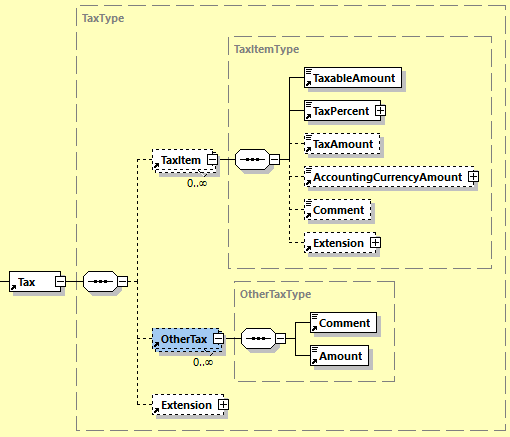 TaxType
TaxItemType
TaxableAmount
TaxPercent
TaxAmount
TaxItem
AccountingCurrencyAmount
0..∞
Comment
Extension
Tax
OtherTaxType
Comment
OtherTax
Amount
0..∞
Extension